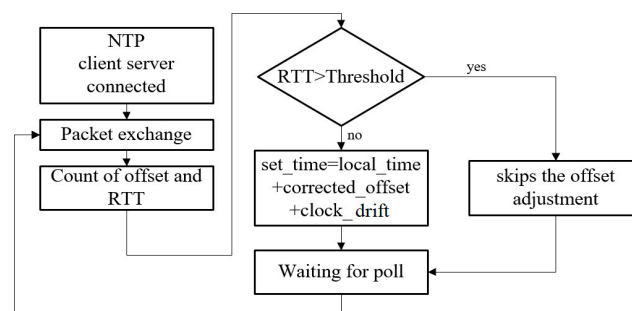 NTP
client server
connected
Packet exchange
Count of offset and
RTT
RTT>Threshold
yes
no
set_time=local_time
+corrected_offset
+clock_drift
skips the offset
adjustment
Waiting for poll